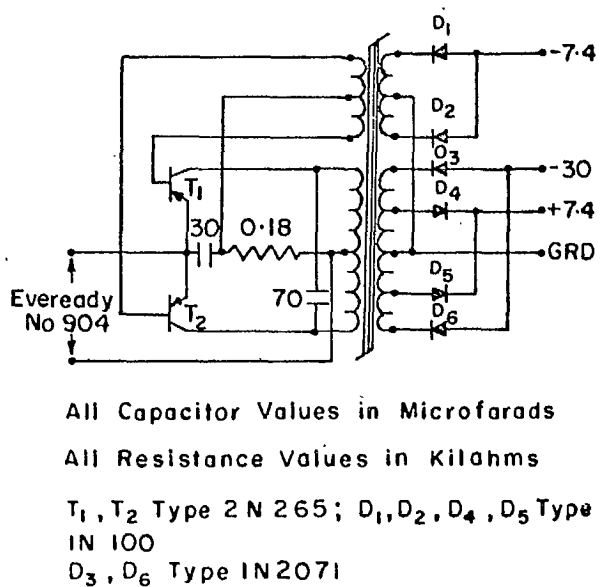 D₁
-7.4
D₂
O₃
-30
D₄
T₁
+7.4
30
0.18
GRD
D₅
Eveready
No 904
70
T₂
D₆
All Capacitor Values in Microfarads
All Resistance Values in Kilahms
T₁, T₂ Type 2N265; D₁, D₂, D₄, D₅ Type
IN 100
D₃, D₆ Type IN2071